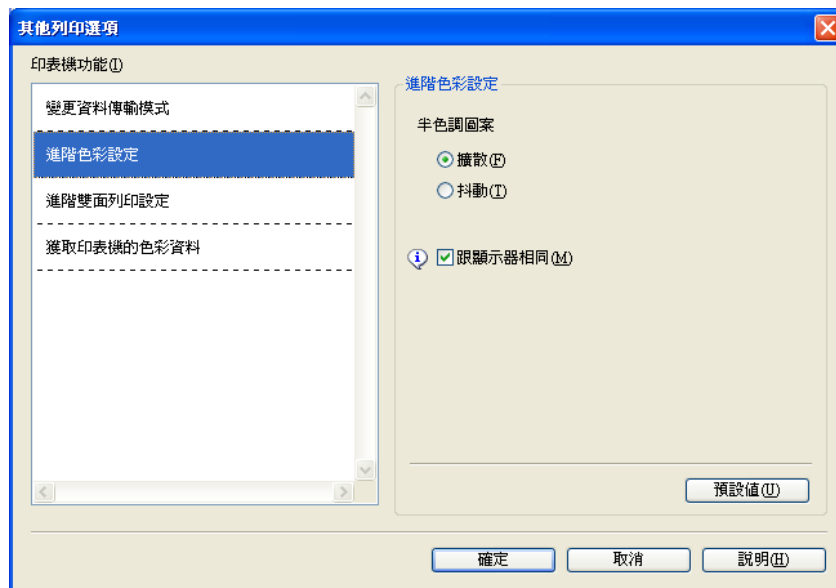 其他列印選項
印表機功能(I)
變更資料傳輸模式
進階色彩設定
進階雙面列印設定
獲取印表機的色彩資料
進階色彩設定
半色調圖案
擴散(F)
抖動(T)
跟顯示器相同(M)
預設值(U)
確定
取消
說明(H)